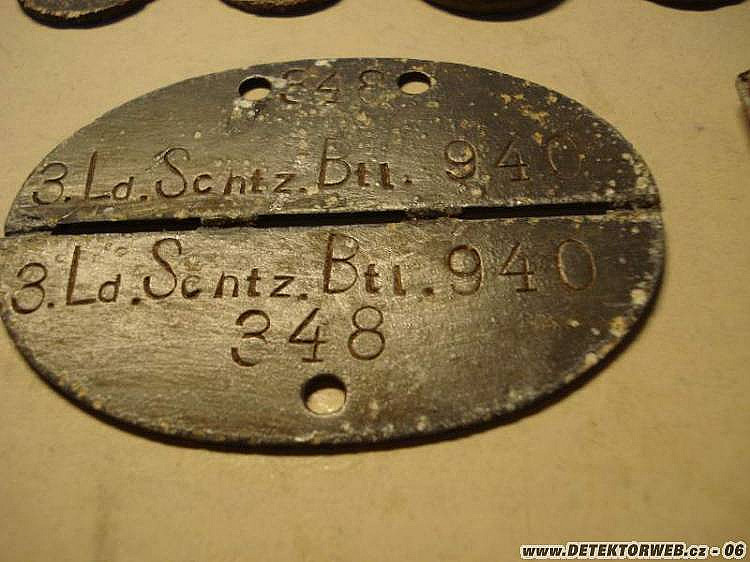 348
3. Ld. Schtz. Btl. 940
3. Ld. Schtz. Btl. 940
348
www.DETEKTORWEB.cz - 06